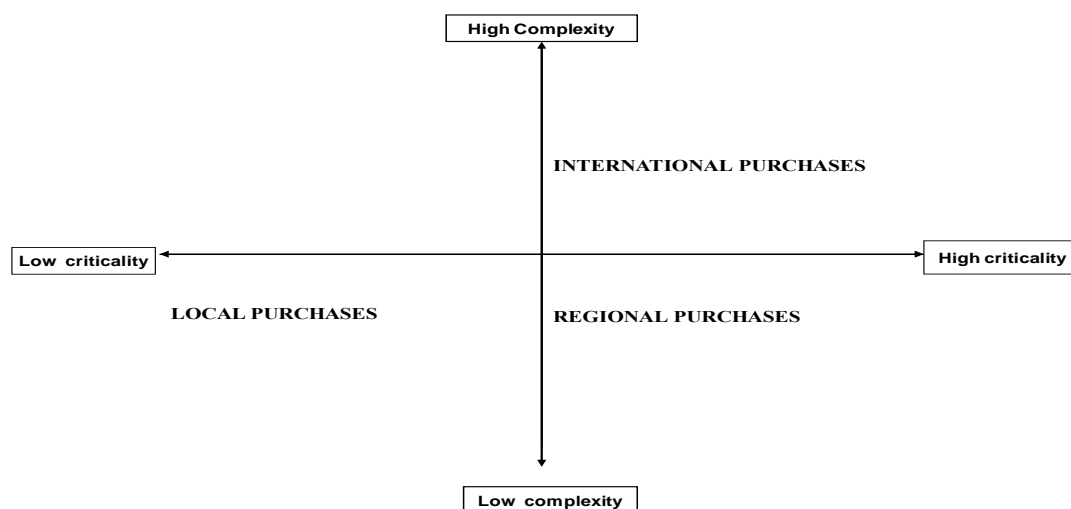 High Complexity
INTERNATIONAL PURCHASES
Low criticality
High criticality
LOCAL PURCHASES
REGIONAL PURCHASES
Low complexity